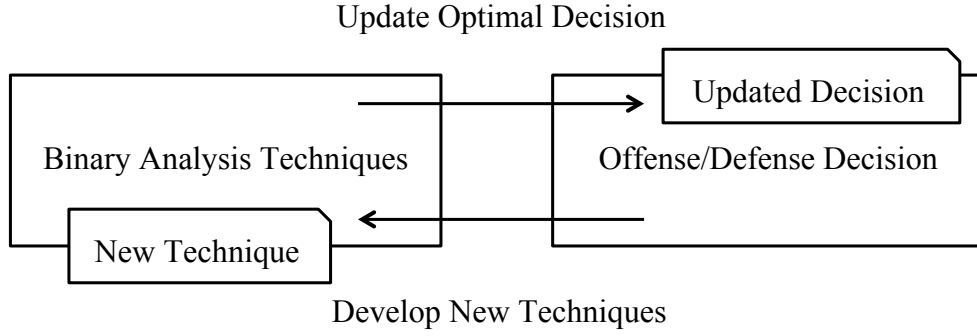 Update Optimal Decision
Updated Decision
Binary Analysis Techniques
Offense/Defense Decision
New Technique
Develop New Techniques